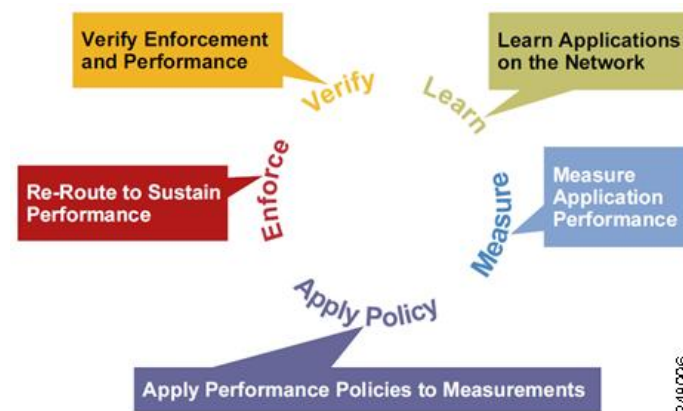 Verify Enforcement
and Performance
Learn Applications
on the Network
Verify
Learn
Re-Route to Sustain
Performance
Enforce
Measure
Measure
Application
Performance
Apply Policy
Apply Performance Policies to Measurements